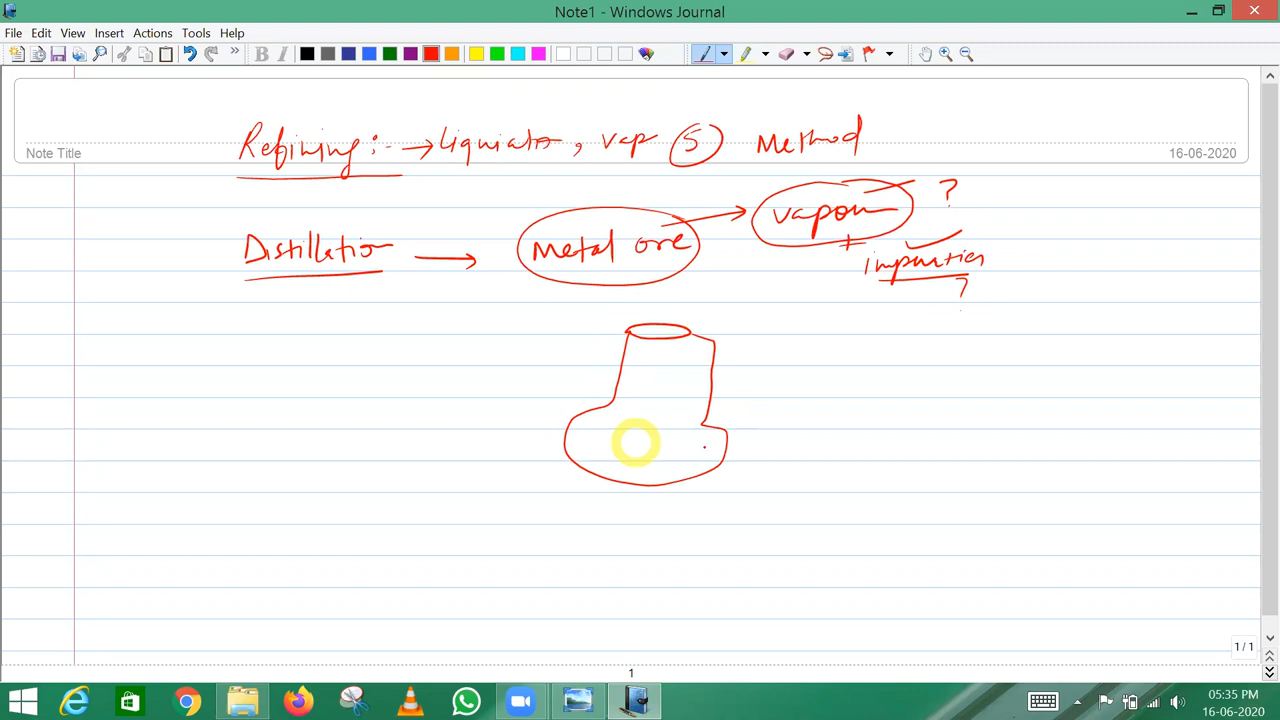 Note1 - Windows Journal
File Edit View Insert Actions Tools Help
Refining :- → Liquiatn , Vap 5 Method
Note Title
16-06-2020
Distillation → Metal ore → vapour ?
+
impurities
?
1 / 1
1
05:35 PM
16-06-2020